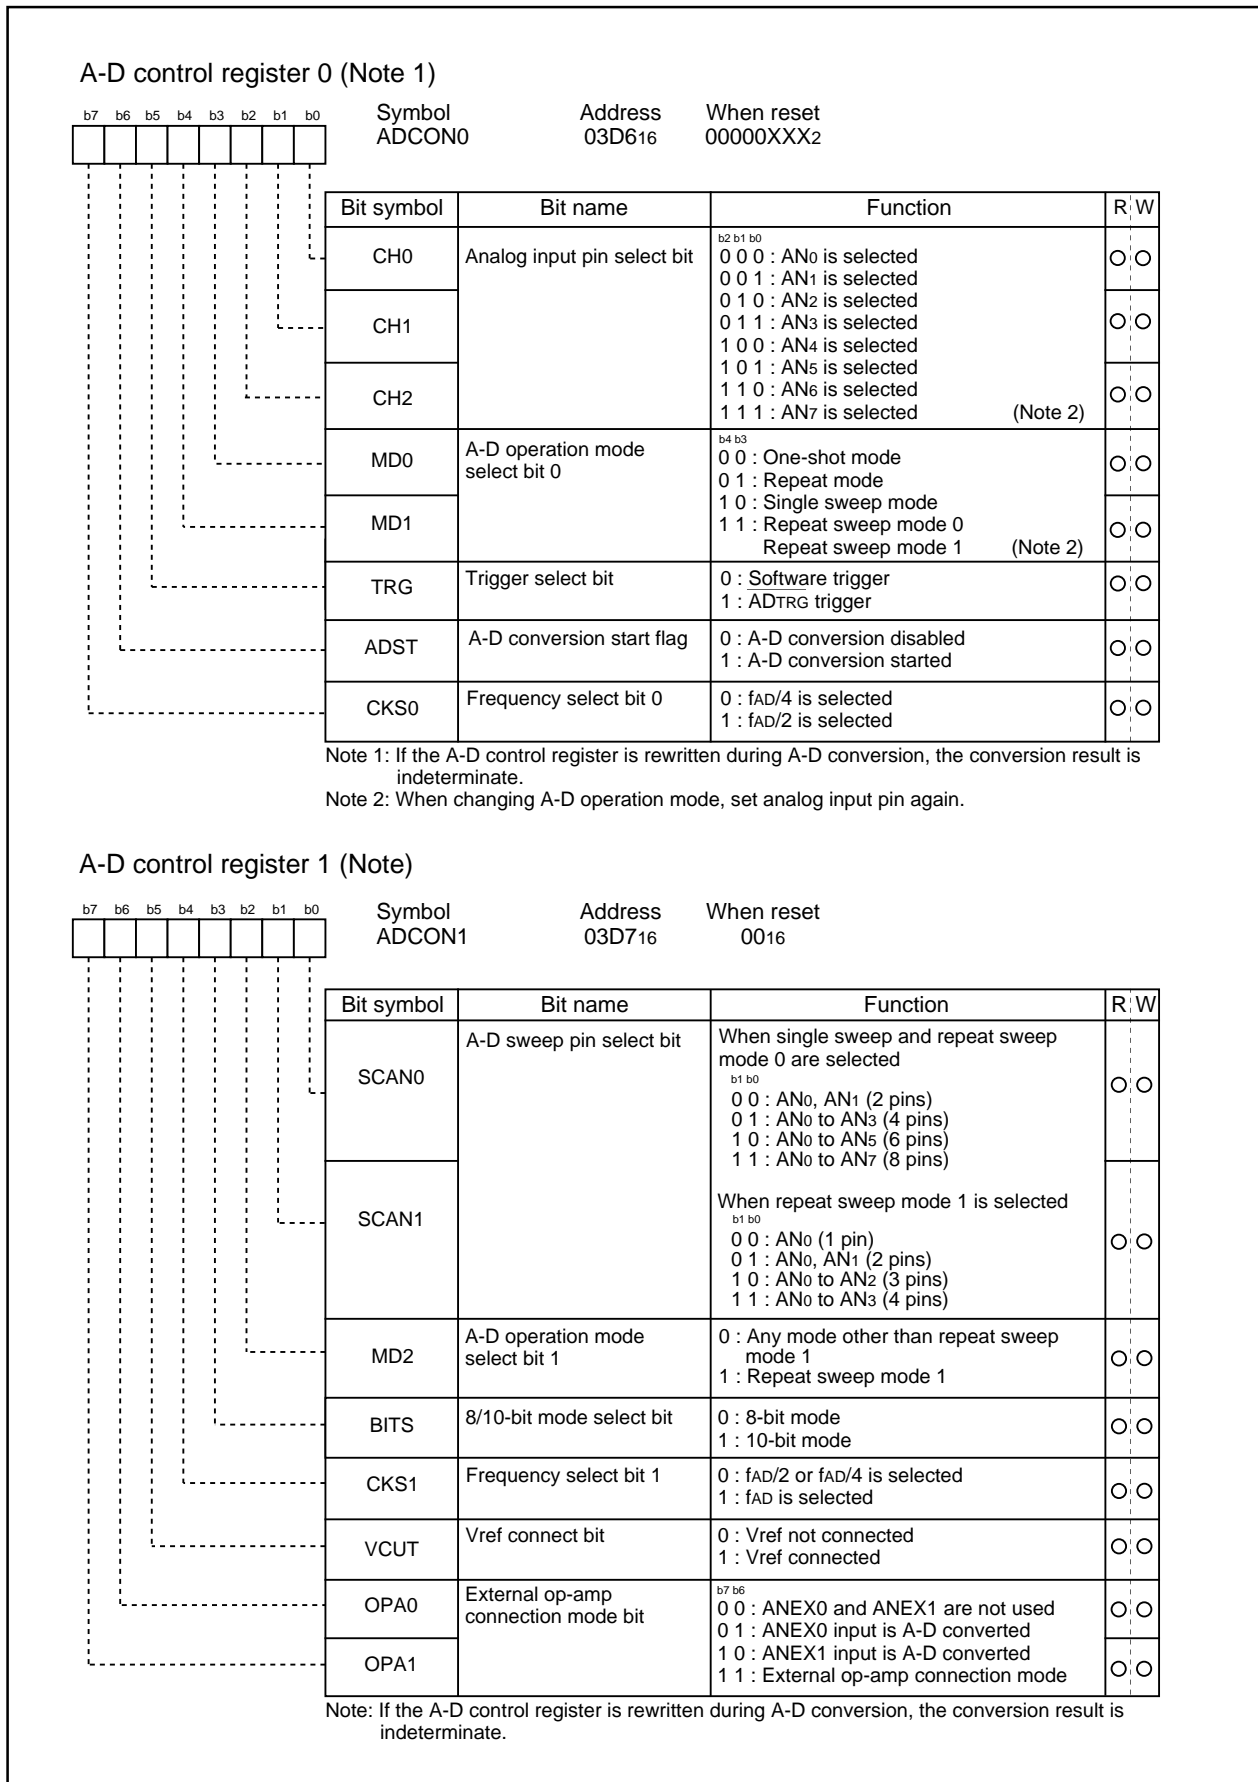 A-D control register 0 (Note 1)
b7 b6 b5 b4 b3 b2 b1 b0
Symbol Address When reset
ADCON0 03D616 00000XXX2
Bit symbol Bit name Function R W
CH0 Analog input pin select bit
b2 b1 b0
0 0 0 : AN0 is selected
0 0 1 : AN1 is selected
0 1 0 : AN2 is selected
CH1
0 1 1 : AN3 is selected
1 0 0 : AN4 is selected
1 0 1 : AN5 is selected
CH2
1 1 0 : AN6 is selected
1 1 1 : AN7 is selected (Note 2)
MD0 A-D operation mode
select bit 0
b4 b3
0 0 : One-shot mode
0 1 : Repeat mode
MD1
1 0 : Single sweep mode
1 1 : Repeat sweep mode 0
Repeat sweep mode 1 (Note 2)
TRG Trigger select bit
0 : Software trigger
1 : ADTRG trigger
ADST A-D conversion start flag
0 : A-D conversion disabled
1 : A-D conversion started
CKS0 Frequency select bit 0
0 : fAD/4 is selected
1 : fAD/2 is selected
Note 1: If the A-D control register is rewritten during A-D conversion, the conversion result is
indeterminate.
Note 2: When changing A-D operation mode, set analog input pin again.
A-D control register 1 (Note)
b7 b6 b5 b4 b3 b2 b1 b0
Symbol Address When reset
ADCON1 03D716 0016
Bit symbol Bit name Function R W
SCAN0 A-D sweep pin select bit
When single sweep and repeat sweep
mode 0 are selected
b1 b0
0 0 : AN0, AN1 (2 pins)
0 1 : AN0 to AN3 (4 pins)
1 0 : AN0 to AN5 (6 pins)
1 1 : AN0 to AN7 (8 pins)
SCAN1
When repeat sweep mode 1 is selected
b1 b0
0 0 : AN0 (1 pin)
0 1 : AN0, AN1 (2 pins)
1 0 : AN0 to AN2 (3 pins)
1 1 : AN0 to AN3 (4 pins)
MD2 A-D operation mode
select bit 1
0 : Any mode other than repeat sweep
mode 1
1 : Repeat sweep mode 1
BITS 8/10-bit mode select bit
0 : 8-bit mode
1 : 10-bit mode
CKS1 Frequency select bit 1
0 : fAD/2 or fAD/4 is selected
1 : fAD is selected
VCUT Vref connect bit
0 : Vref not connected
1 : Vref connected
OPA0 External op-amp
connection mode bit
b7 b6
0 0 : ANEX0 and ANEX1 are not used
0 1 : ANEX0 input is A-D converted
OPA1
1 0 : ANEX1 input is A-D converted
1 1 : External op-amp connection mode
Note: If the A-D control register is rewritten during A-D conversion, the conversion result is
indeterminate.